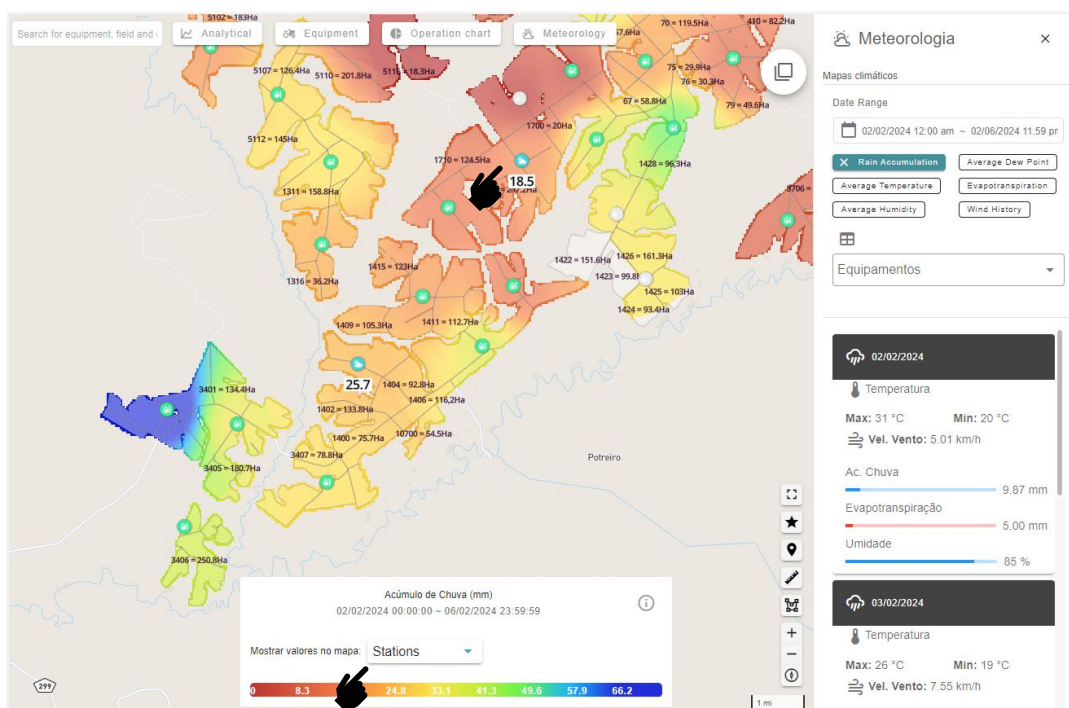 5102 = 183Ha
70 = 119.5Ha
410 = 82.2Ha
Search for equipment, field and
Analytical
Equipment
Operation chart
Meteorology
7.6Ha
5107 = 126.4Ha
5110 = 201.8Ha
5116 = 18.3Ha
75 = 29,9Ha
76 = 30.3Ha
67 = 58.8Ha
79 = 49.6Ha
1700 = 20Ha
5112 = 145Ha
1710 = 124.5Ha
1428 = 96,3Ha
18.5
1311 = 158.8Ha
3706 =
1422 = 151.6Ha
1426 = 161.3Ha
1415 = 123Ha
1423 = 99.8
1316 = 36.2Ha
1425 = 103Ha
1424 = 93.4Ha
1409 = 105.3Ha
1411 = 112.7Ha
25.7
1404 = 92.8Ha
3401 = 134.4Ha
1406 = 116,2Ha
1402 = 133.8Ha
1400 = 75.7Ha
10700 = 54.5Ha
3407 = 78.8Ha
Potreiro
3405 = 180.7Ha
3406 = 250,8Ha
299
Acúmulo de Chuva (mm)
02/02/2024 00:00:00 ~ 06/02/2024 23:59:59
Mostrar valores no mapa:
Stations
0 8.3 24.8 33.1 41.3 49.6 57.9 66.2
1 mi
Meteorologia
Mapas climáticos
Date Range
02/02/2024 12:00 am ~ 02/06/2024 11:59 pr
Rain Accumulation
Average Dew Point
Average Temperature
Evapotranspiration
Average Humidity
Wind History
Equipamentos
02/02/2024
Temperatura
Max: 31 °C Min: 20 °C
Vel. Vento: 5.01 km/h
Ac. Chuva
9.87 mm
Evapotranspiração
5.00 mm
Umidade
85 %
03/02/2024
Temperatura
Max: 26 °C Min: 19 °C
Vel. Vento: 7.55 km/h